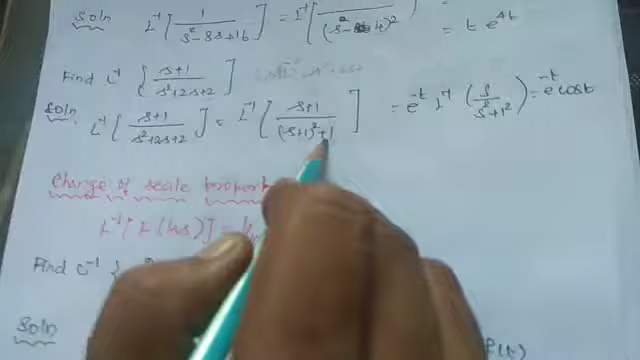 Soln L⁻¹[1/s²-8s+16] = L⁻¹[1/(s-4)²] = t e^4t
Find L⁻¹ {s+1/s²+2s+2]
Soln. L⁻¹[s+1/s²+2s+2] = L⁻¹[s+1/(s+1)²+1] = e^-t L⁻¹(s/s²+1²) = e^-t cost
Change of scale
L⁻¹[F(ks)] =
Find L⁻¹ {
Soln
f(t)